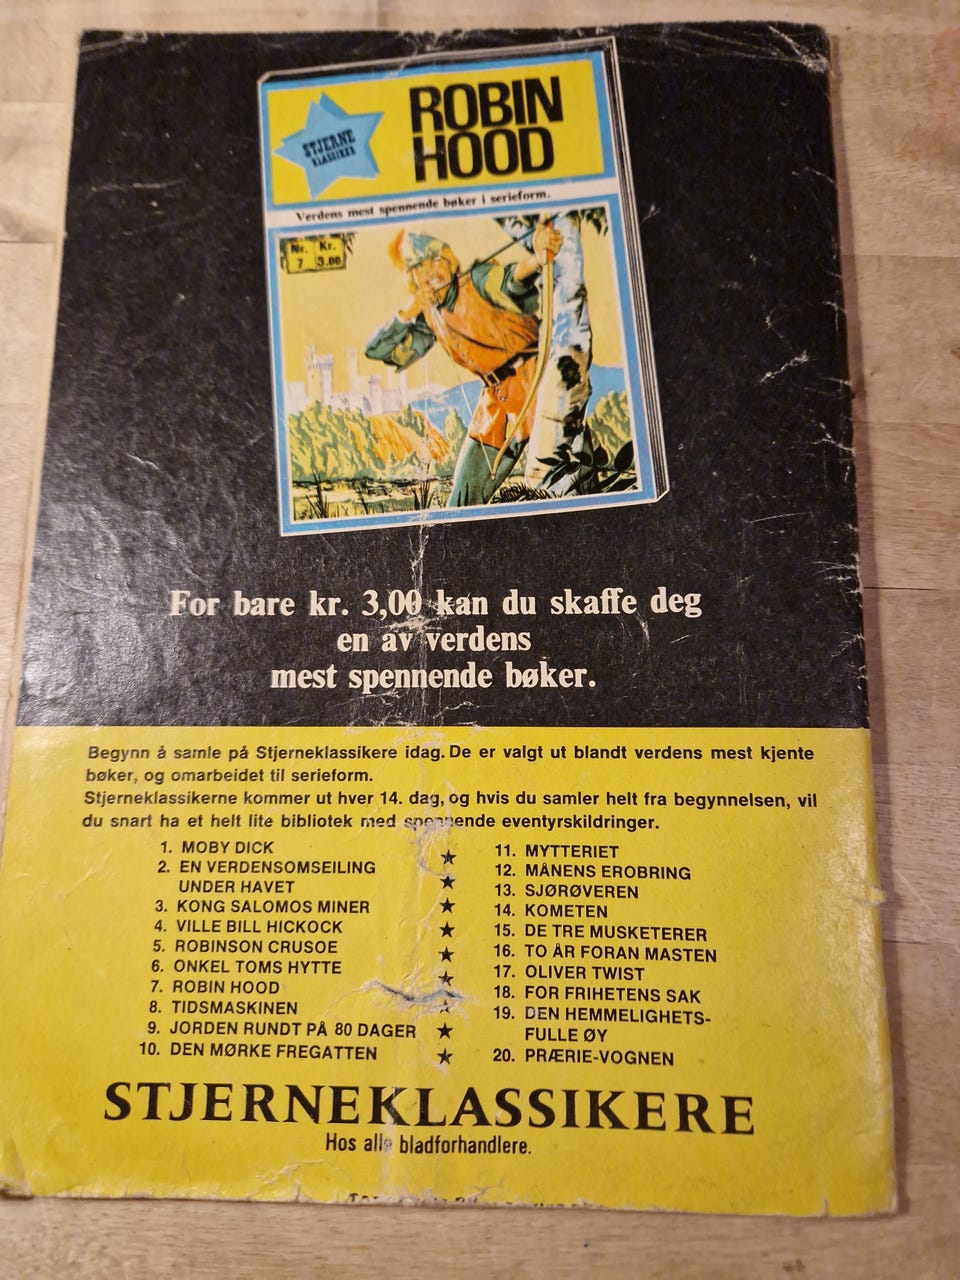 STJERNE
KLASSIKER
ROBIN
HOOD
Verdens mest spennende bøker i serieform.
Nr. Kr.
7 3.00
For bare kr. 3,00 kan du skaffe deg
en av verdens
mest spennende bøker.
Begynn å samle på Stjerneklassikere idag. De er valgt ut blandt verdens mest kjente
bøker, og omarbeidet til serieform.
Stjerneklassikerne kommer ut hver 14. dag, og hvis du samler helt fra begynnelsen, vil
du snart ha et helt lite bibliotek med spennende eventyrskildringer.
1. MOBY DICK
2. EN VERDENSOMSEILING
UNDER HAVET
3. KONG SALOMOS MINER
4. VILLE BILL HICKOCK
5. ROBINSON CRUSOE
6. ONKEL TOMS HYTTE
7. ROBIN HOOD
8. TIDSMASKINEN
9. JORDEN RUNDT PÅ 80 DAGER
10. DEN MØRKE FREGATTEN
11. MYTTERIET
12. MÅNENS EROBRING
13. SJØRØVEREN
14. KOMETEN
15. DE TRE MUSKETERER
16. TO ÅR FORAN MASTEN
17. OLIVER TWIST
18. FOR FRIHETENS SAK
19. DEN HEMMELIGHETS-
FULLE ØY
20. PRÆRIE-VOGNEN
STJERNEKLASSIKERE
Hos alle bladforhandlere.